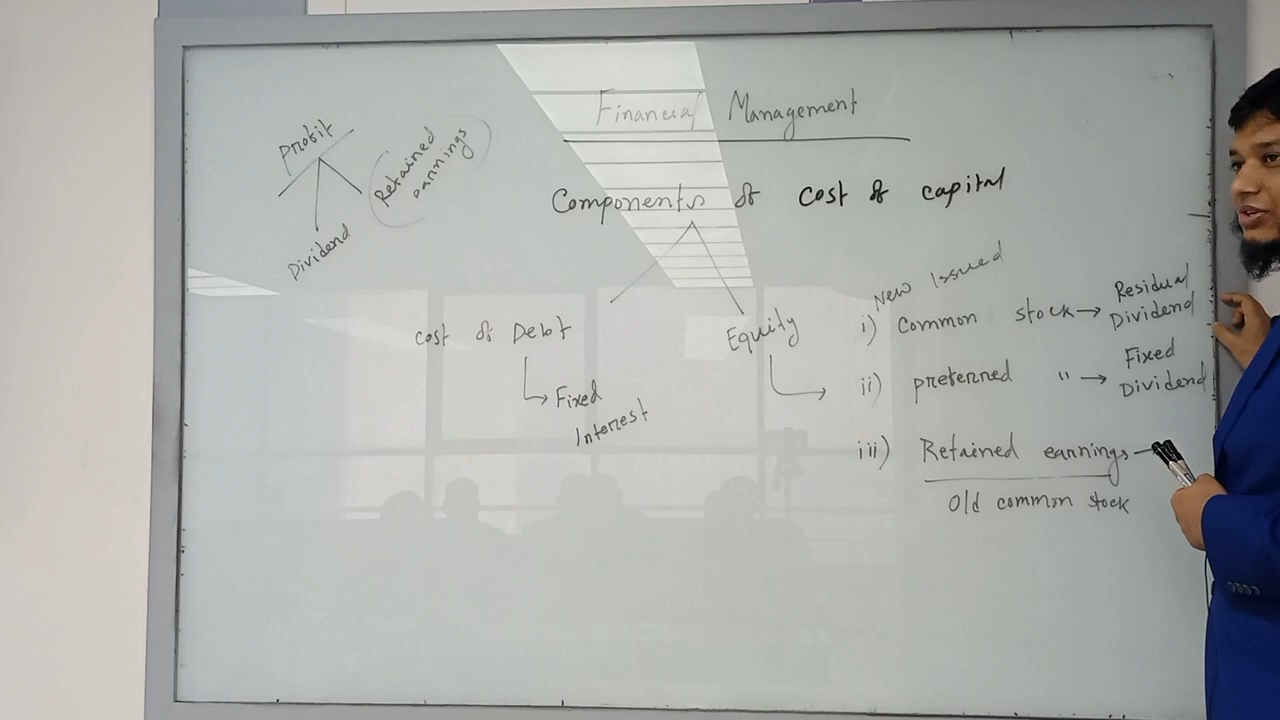 Financial Management
Profit
Dividend
Retained
earnings
Components of cost of capital
Cost of Debt
Fixed
Interest
Equity
New Issued
i) Common stock → Residual
Dividend
ii) preferred " → Fixed
Dividend
iii) Retained earnings
Old common stock